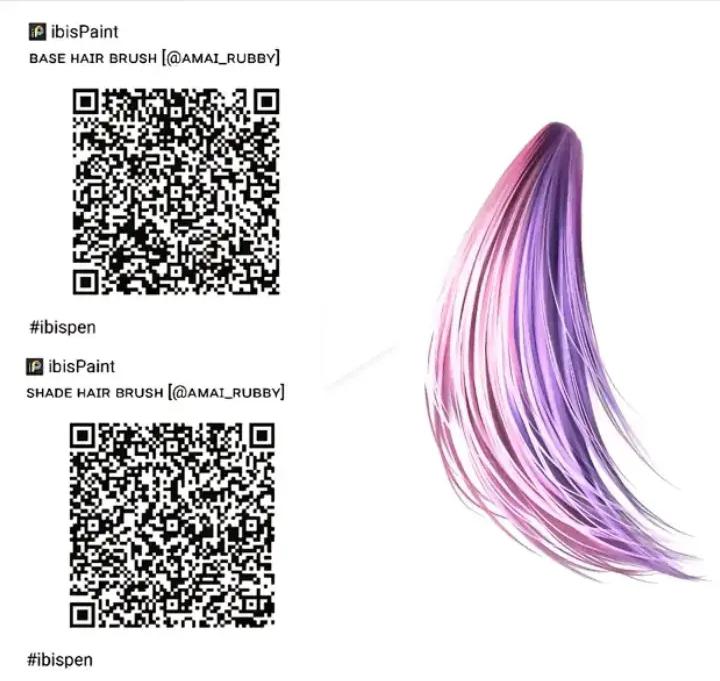 ibisPaint
BASE HAIR BRUSH [@AMAI_RUBBY]
#ibispen
ibisPaint
SHADE HAIR BRUSH [@AMAI_RUBBY]
#ibispen